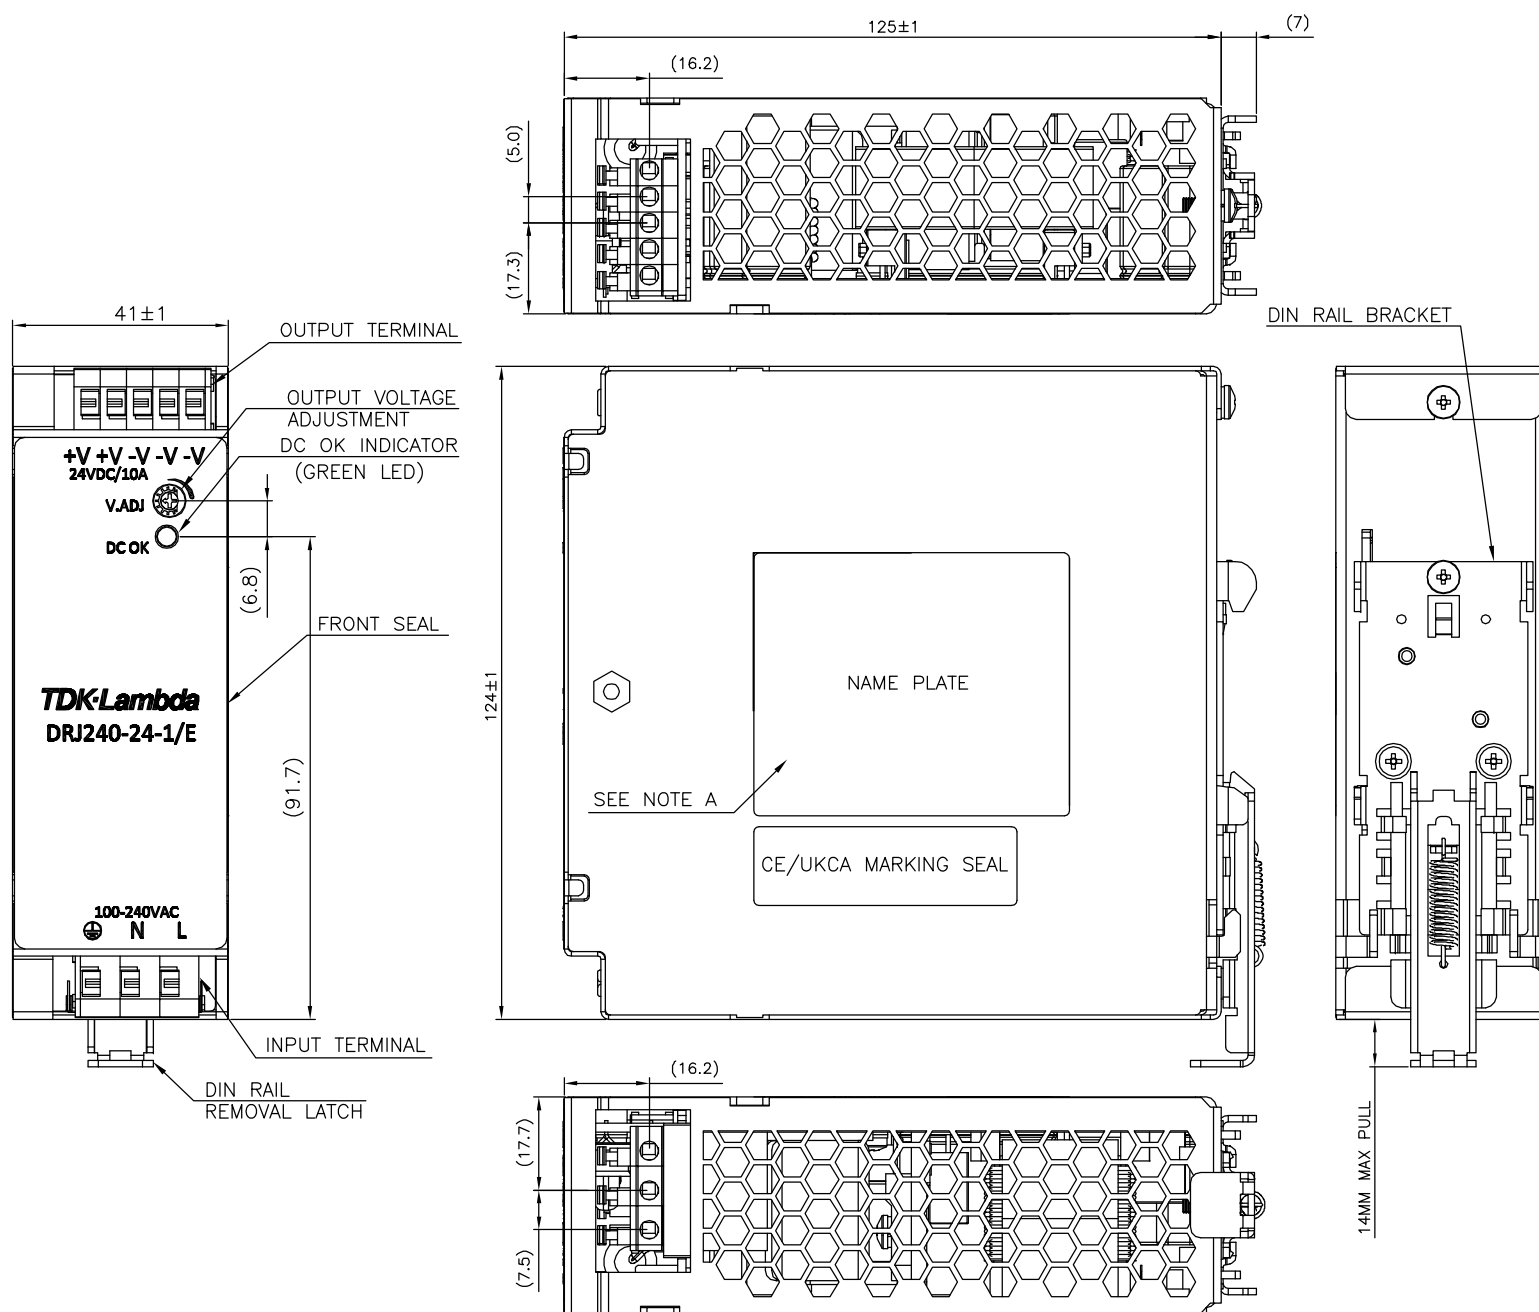 125±1
(7)
(16.2)
(5.0)
(17.3)
41±1
OUTPUT TERMINAL
DIN RAIL BRACKET
OUTPUT VOLTAGE
ADJUSTMENT
DC OK INDICATOR
(GREEN LED)
+V +V -V -V -V
24VDC/10A
V.ADJ
DC OK
(6.8)
FRONT SEAL
TDK·Lambda
DRJ240-24-1/E
(91.7)
124±1
NAME PLATE
SEE NOTE A
CE/UKCA MARKING SEAL
100-240VAC
N L
INPUT TERMINAL
DIN RAIL
REMOVAL LATCH
(16.2)
(17.7)
(7.5)
14MM MAX PULL